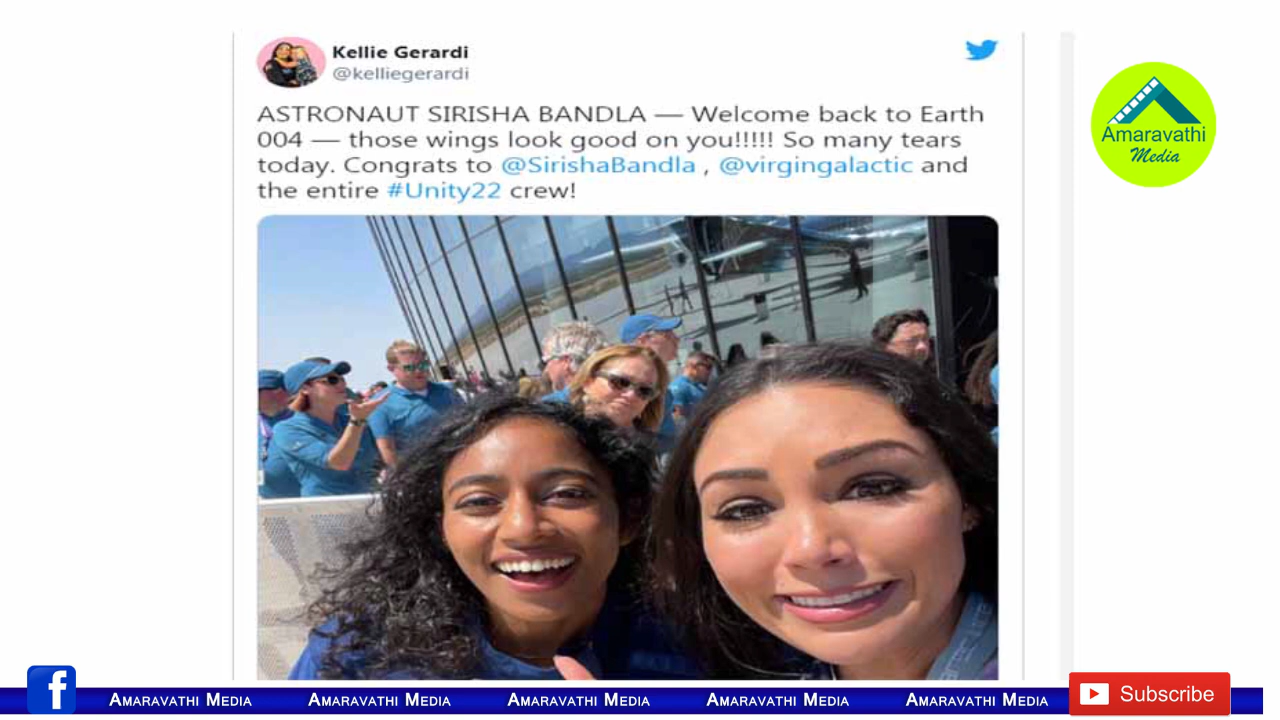 Kellie Gerardi
@kelliegerardi
ASTRONAUT SIRISHA BANDLA — Welcome back to Earth
004 — those wings look good on you!!!!! So many tears
today. Congrats to @SirishaBandla , @virgingalactic and
the entire #Unity22 crew!
Amaravathi
Media
f
AMARAVATHI MEDIA AMARAVATHI MEDIA AMARAVATHI MEDIA AMARAVATHI MEDIA AMARAVATHI MEDIA
Subscribe